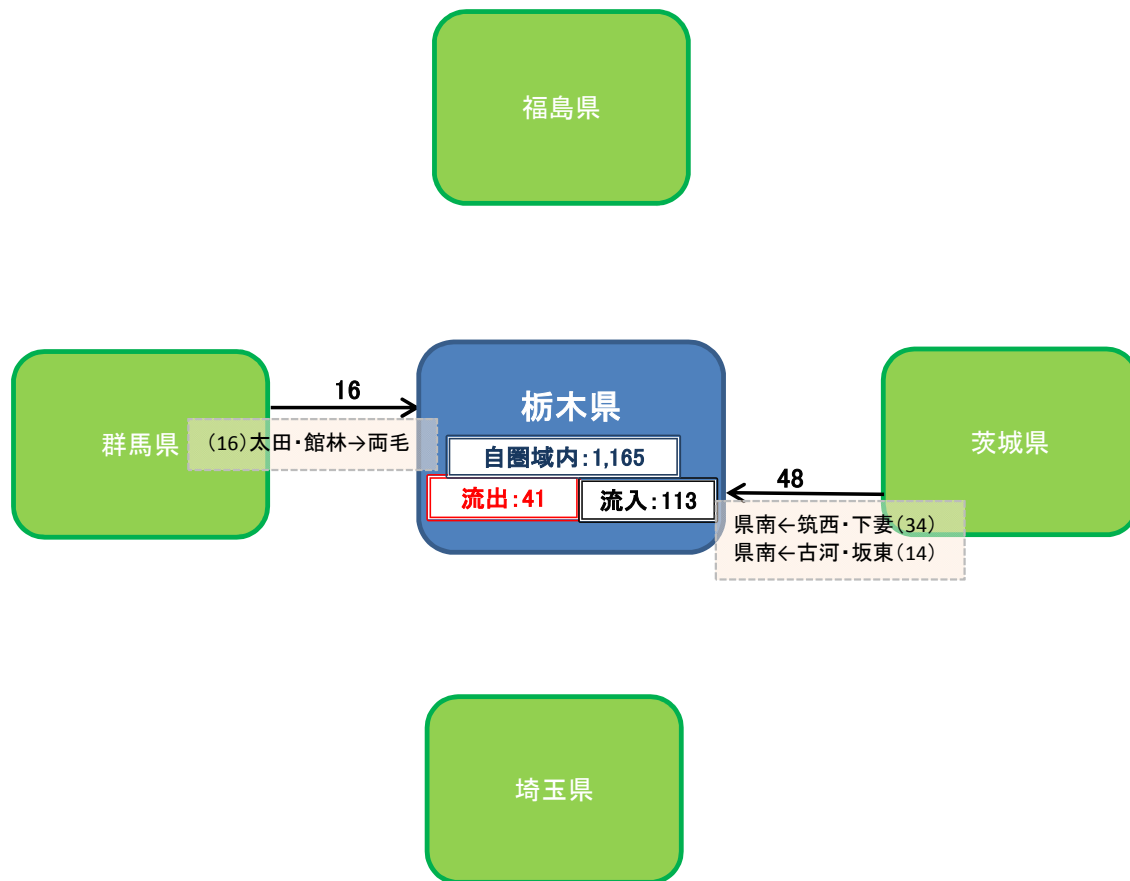 福島県
16
群馬県
(16)太田・館林→両毛
栃木県
自圏域内:1,165
流出:41
流入:113
48
茨城県
県南←筑西・下妻(34)
県南←古河・坂東(14)
埼玉県